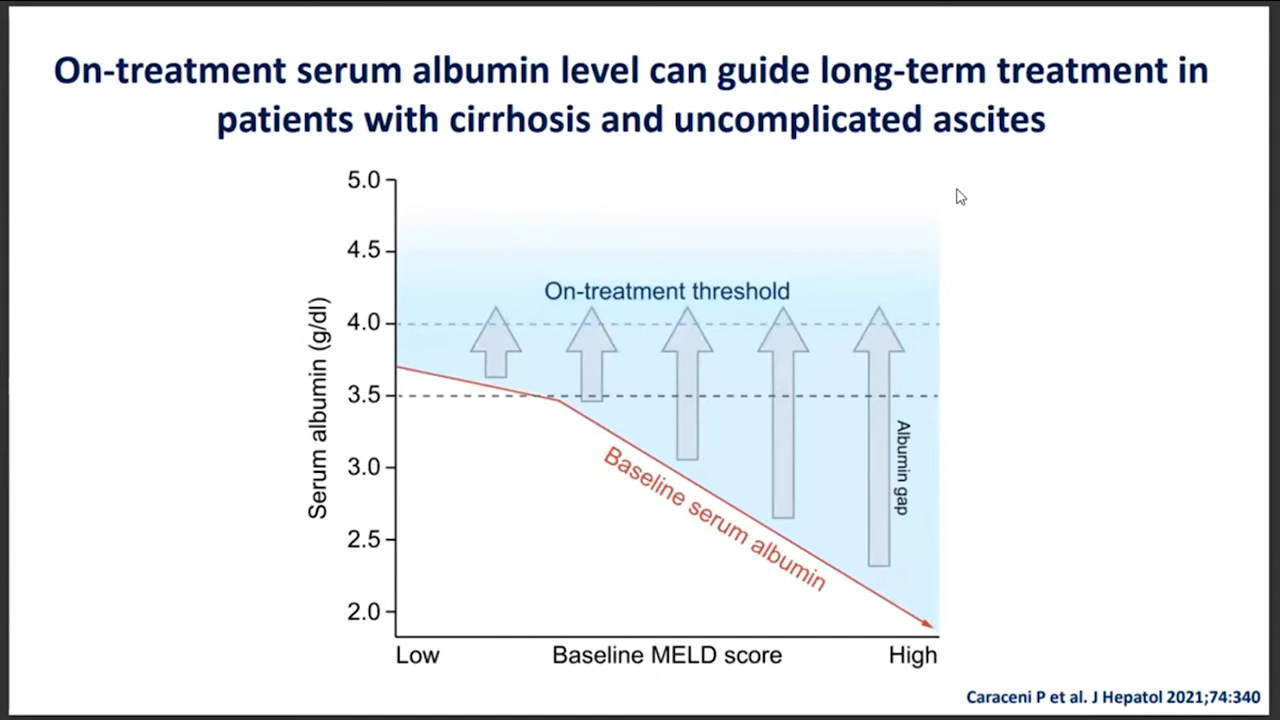 On-treatment serum albumin level can guide long-term treatment in
patients with cirrhosis and uncomplicated ascites
5.0
4.5
On-treatment threshold
4.0
3.5
3.0
2.5
2.0
Serum albumin (g/dl)
Albumin gap
Baseline serum albumin
Low Baseline MELD score High
Caraceni P et al. J Hepatol 2021;74:340